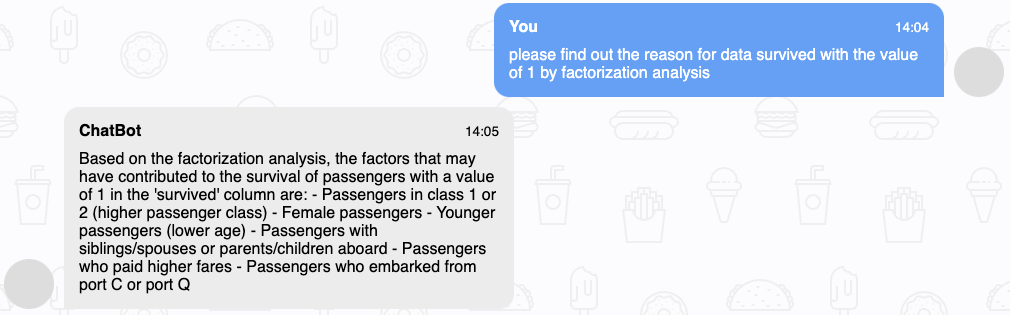 You 14:04
please find out the reason for data survived with the value
of 1 by factorization analysis
ChatBot 14:05
Based on the factorization analysis, the factors that may
have contributed to the survival of passengers with a value
of 1 in the 'survived' column are: - Passengers in class 1 or
2 (higher passenger class) - Female passengers - Younger
passengers (lower age) - Passengers with
siblings/spouses or parents/children aboard - Passengers
who paid higher fares - Passengers who embarked from
port C or port Q